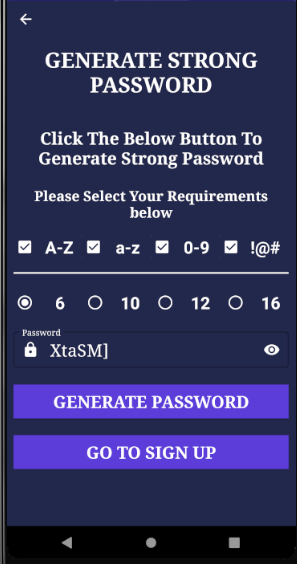 GENERATE STRONG
PASSWORD
Click The Below Button To
Generate Strong Password
Please Select Your Requirements
below
A-Z a-z 0-9 !@#
6 10 12 16
Password
XtaSM]
GENERATE PASSWORD
GO TO SIGN UP